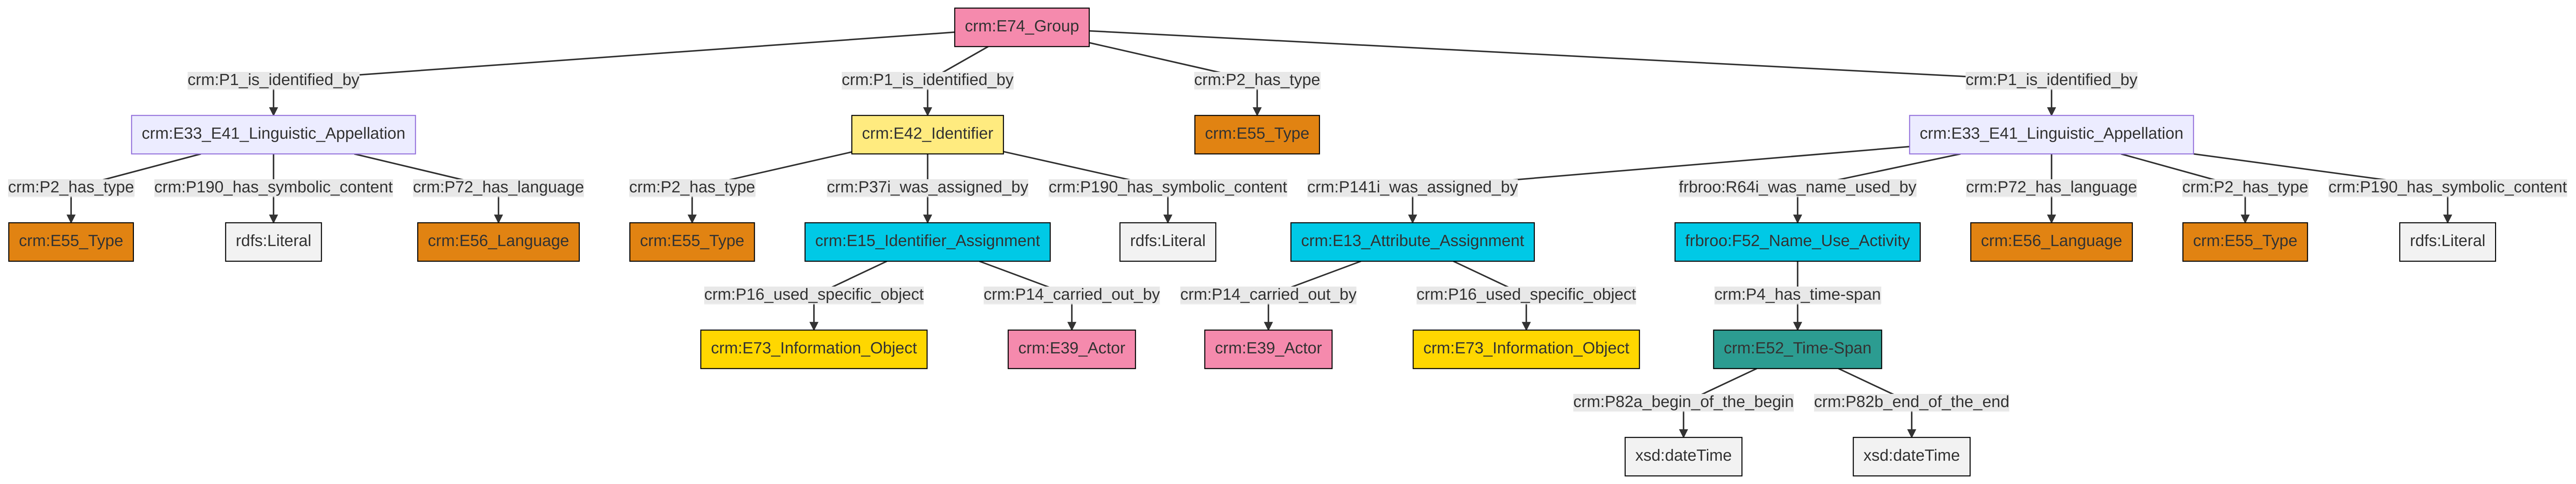 crm:E74_Group
crm:P1_is_identified_by
crm:P1_is_identified_by
crm:P2_has_type
crm:P1_is_identified_by
crm:E33_E41_Linguistic_Appellation
crm:E42_Identifier
crm:E55_Type
crm:E33_E41_Linguistic_Appellation
crm:P2_has_type
crm:P190_has_symbolic_content
crm:P72_has_language
crm:P2_has_type
crm:P37i_was_assigned_by
crm:P190_has_symbolic_content
crm:P141i_was_assigned_by
frbroo:R64i_was_name_used_by
crm:P72_has_language
crm:P2_has_type
crm:P190_has_symbolic_content
crm:E55_Type
rdfs:Literal
crm:E56_Language
crm:E55_Type
crm:E15_Identifier_Assignment
rdfs:Literal
crm:E13_Attribute_Assignment
frbroo:F52_Name_Use_Activity
crm:E56_Language
crm:E55_Type
rdfs:Literal
crm:P16_used_specific_object
crm:P14_carried_out_by
crm:P14_carried_out_by
crm:P16_used_specific_object
crm:P4_has_time-span
crm:E73_Information_Object
crm:E39_Actor
crm:E39_Actor
crm:E73_Information_Object
crm:E52_Time-Span
crm:P82a_begin_of_the_begin
crm:P82b_end_of_the_end
xsd:dateTime
xsd:dateTime